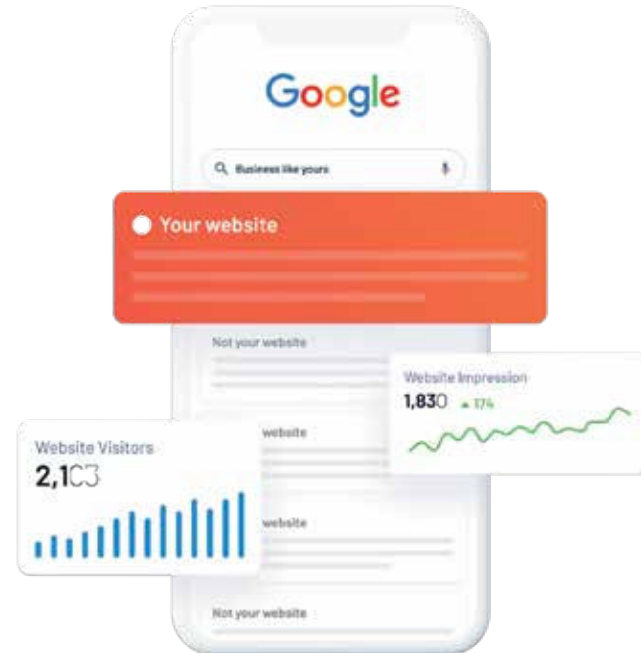 Google
Business like yours
Your website
Not your website
Website Impression
1,830 174
website
Website Visitors
website
Not your website